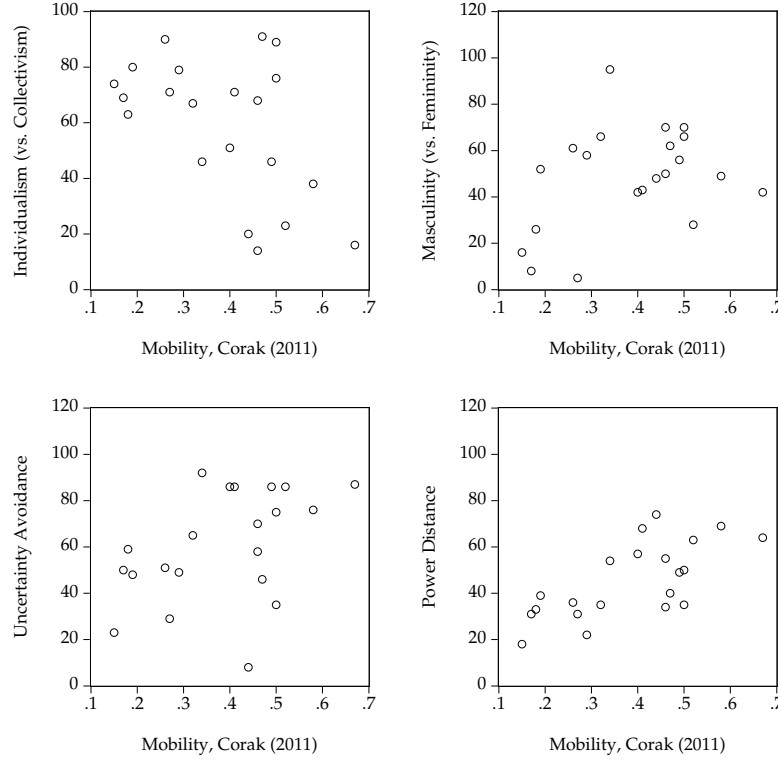 100
80
60
40
20
0
.1 .2 .3 .4 .5 .6 .7
Individualism (vs. Collectivism)
Mobility, Corak (2011)
120
100
80
60
40
20
0
.1 .2 .3 .4 .5 .6 .7
Masculinity (vs. Femininity)
Mobility, Corak (2011)
120
100
80
60
40
20
0
.1 .2 .3 .4 .5 .6 .7
Uncertainty Avoidance
Mobility, Corak (2011)
120
100
80
60
40
20
0
.1 .2 .3 .4 .5 .6 .7
Power Distance
Mobility, Corak (2011)